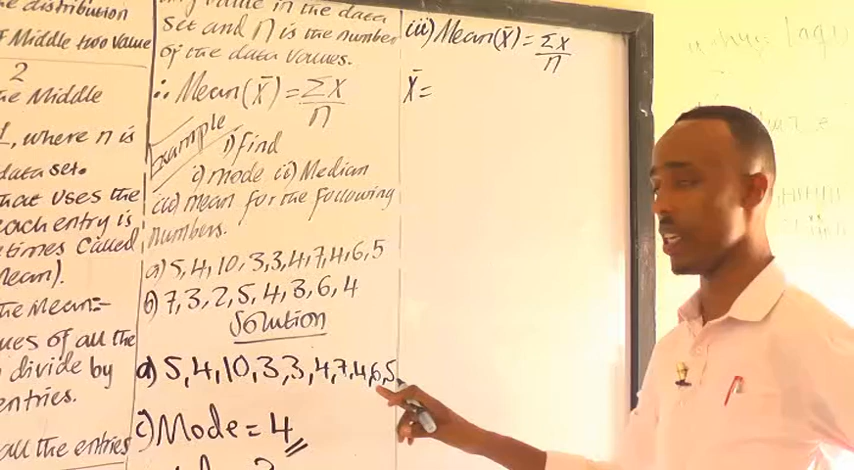 the distribution
f Middle two value
2
he Middle
, where n is
data set.
that uses the
each entry is
etimes called
Mean).
the Mean:-
ues of all the
divide by
entries.
all the entries
value in the data
set and n is the number
of the data values.
∴ Mean(x̄) = Σx
n
Example
1) find
i) mode ii) Median
iii) mean for the following
numbers.
a) 5, 4, 10, 3, 3, 4, 7, 4, 6, 5
b) 7, 3, 2, 5, 4, 3, 6, 4
Solution
a) 5, 4, 10, 3, 3, 4, 7, 4, 6, 5
i) Mode = 4
iii) Mean(x̄) = Σx
n
x̄ =